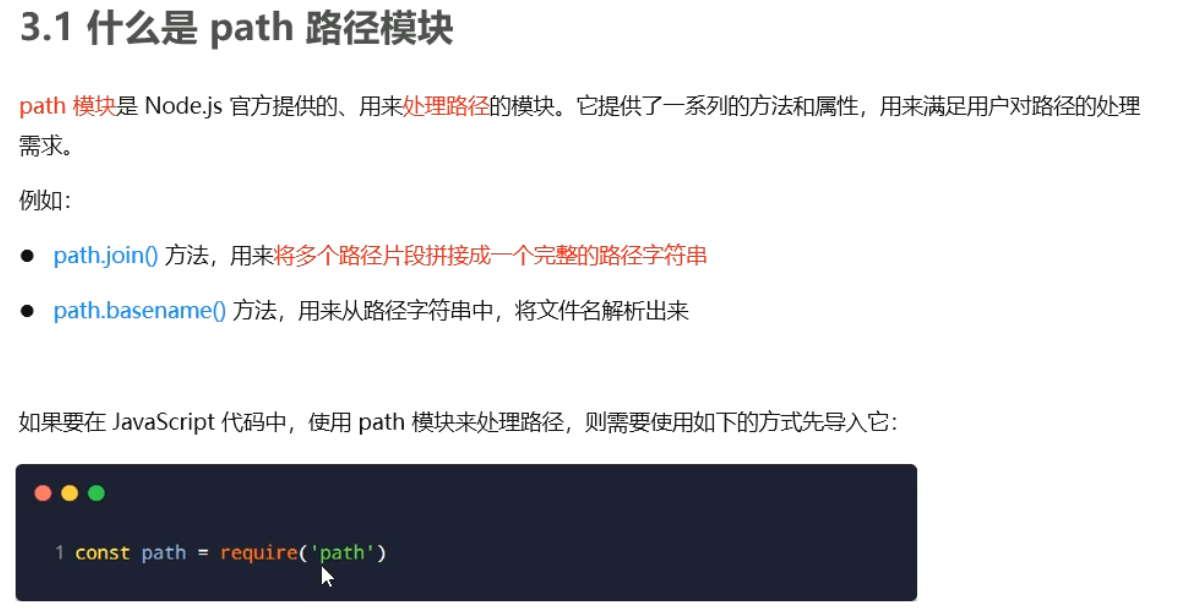 3.1 什么是 path 路径模块
path 模块是 Node.js 官方提供的、用来处理路径的模块。它提供了一系列的方法和属性，用来满足用户对路径的处理
需求。
例如：
● path.join() 方法，用来将多个路径片段拼接成一个完整的路径字符串
● path.basename() 方法，用来从路径字符串中，将文件名解析出来
如果要在 JavaScript 代码中，使用 path 模块来处理路径，则需要使用如下的方式先导入它：
1 const path = require('path')